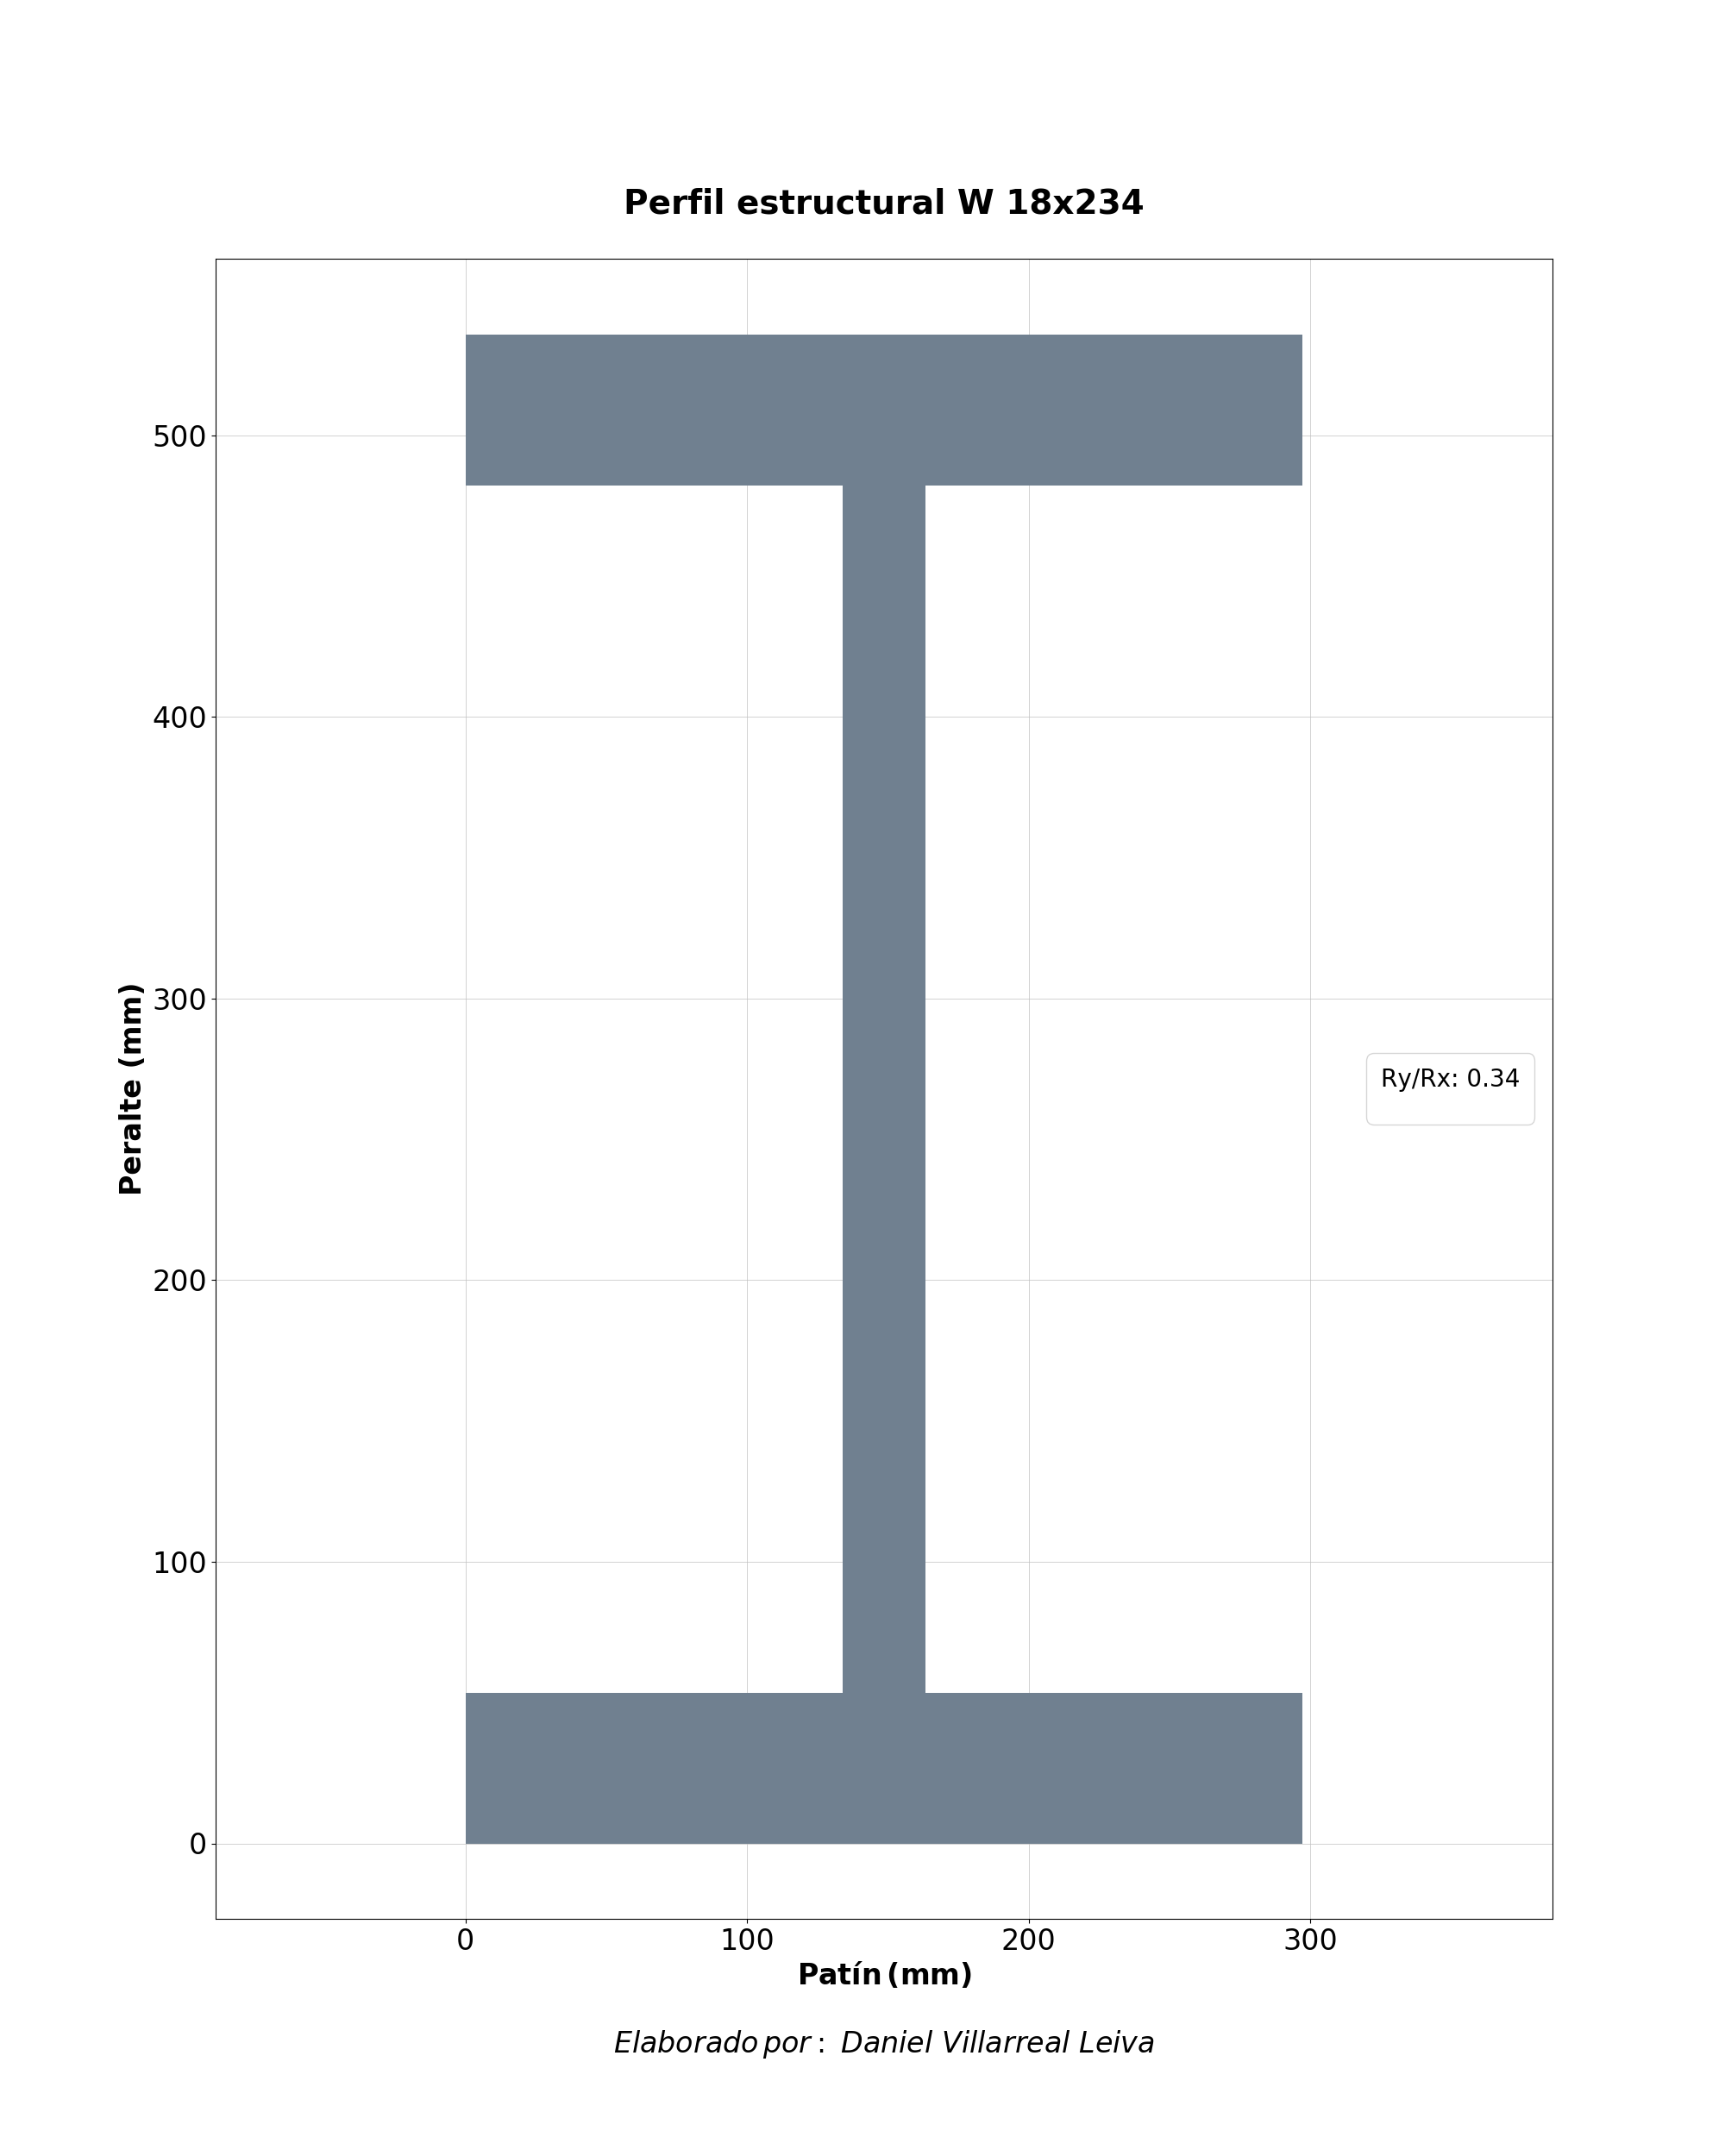 Perfil estructural W 18x234
500
400
300
200
100
0
Peralte (mm)
Ry/Rx: 0.34
0 100 200 300
Patín (mm)
Elaborado por: Daniel Villarreal Leiva